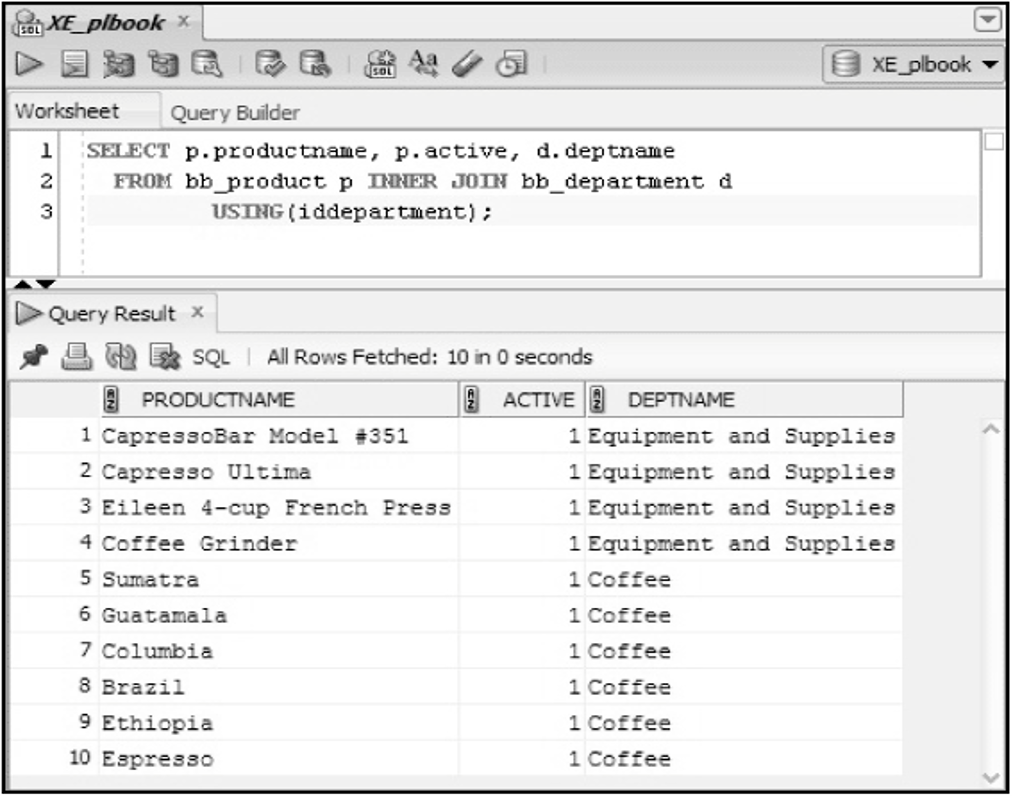 XE_plbook
SQL XE_plbook
Worksheet Query Builder
1 SELECT p.productname, p.active, d.deptname
2 FROM bb_product p INNER JOIN bb_department d
3 USING(iddepartment);
Query Result
SQL All Rows Fetched: 10 in 0 seconds
PRODUCTNAME ACTIVE DEPTNAME
1 CapressoBar Model #351 1 Equipment and Supplies
2 Capresso Ultima 1 Equipment and Supplies
3 Eileen 4-cup French Press 1 Equipment and Supplies
4 Coffee Grinder 1 Equipment and Supplies
5 Sumatra 1 Coffee
6 Guatamala 1 Coffee
7 Columbia 1 Coffee
8 Brazil 1 Coffee
9 Ethiopia 1 Coffee
10 Espresso 1 Coffee